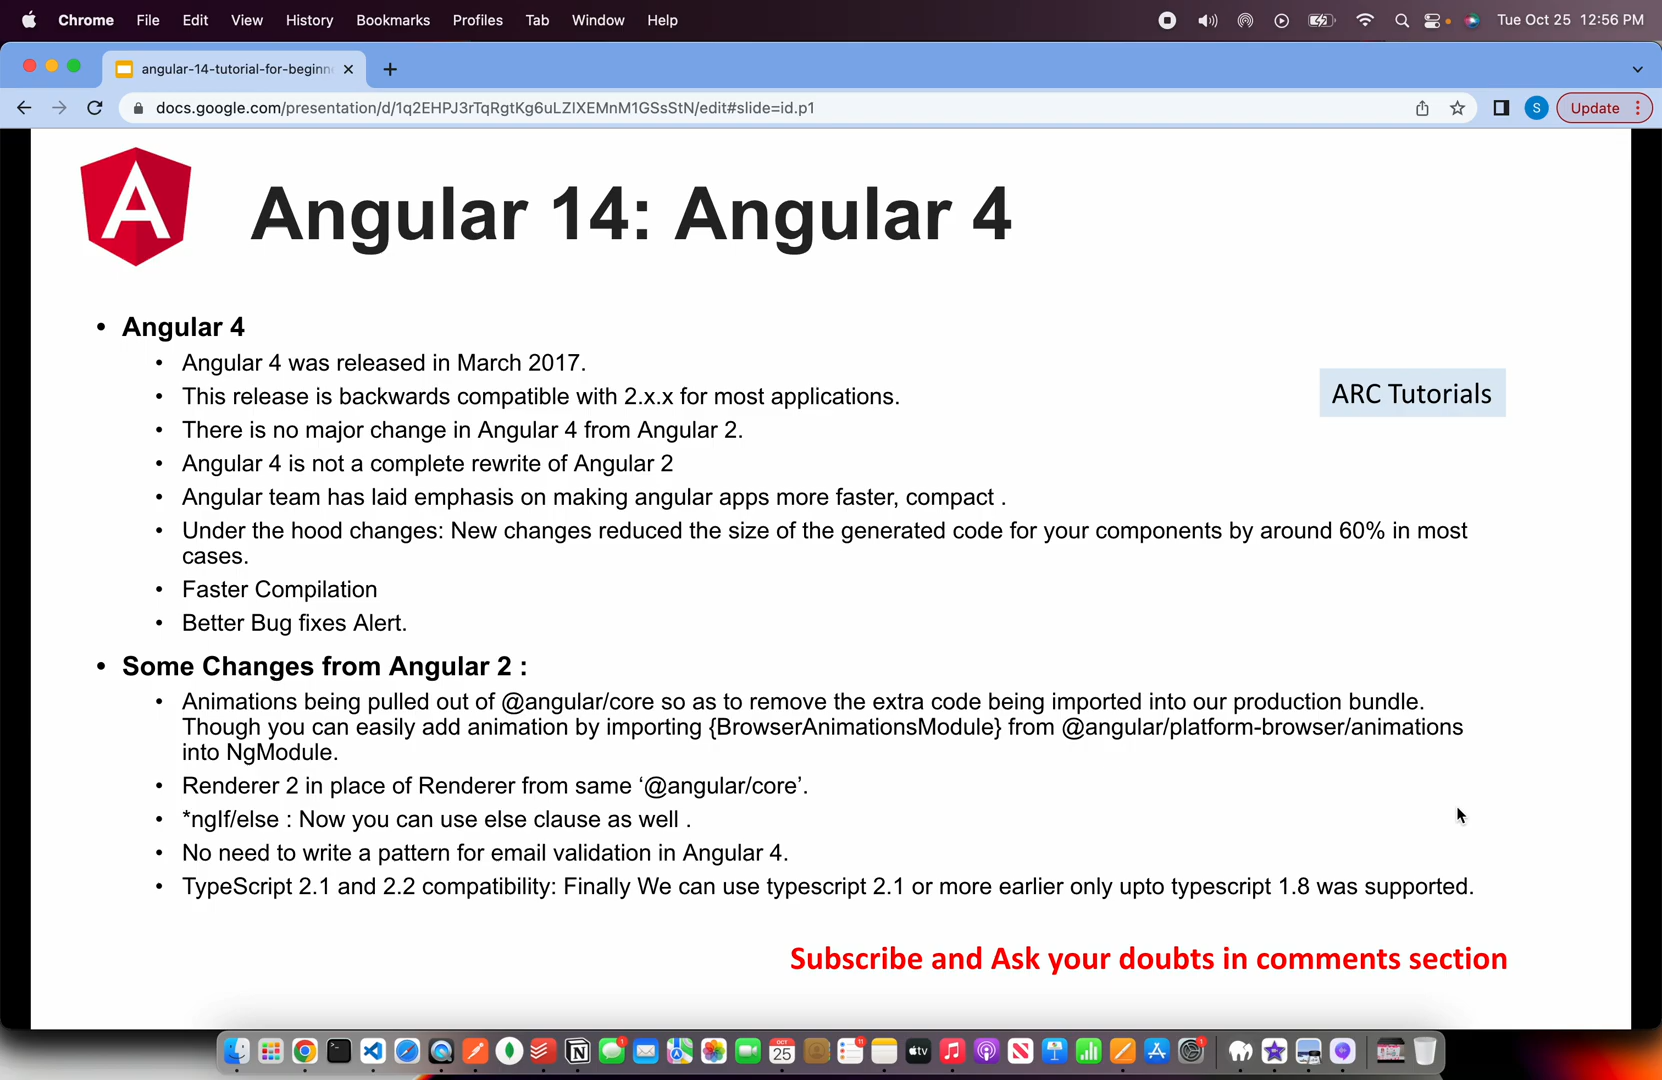 Chrome File Edit View History Bookmarks Profiles Tab Window Help Tue Oct 25 12:56 PM
angular-14-tutorial-for-beginn
docs.google.com/presentation/d/1q2EHPJ3rTqRgtKg6uLZIXEMnM1GSsStN/edit#slide=id.p1 S Update
A
Angular 14: Angular 4
• Angular 4
• Angular 4 was released in March 2017.
• This release is backwards compatible with 2.x.x for most applications.
ARC Tutorials
• There is no major change in Angular 4 from Angular 2.
• Angular 4 is not a complete rewrite of Angular 2
• Angular team has laid emphasis on making angular apps more faster, compact .
• Under the hood changes: New changes reduced the size of the generated code for your components by around 60% in most
cases.
• Faster Compilation
• Better Bug fixes Alert.
• Some Changes from Angular 2 :
• Animations being pulled out of @angular/core so as to remove the extra code being imported into our production bundle.
Though you can easily add animation by importing {BrowserAnimationsModule} from @angular/platform-browser/animations
into NgModule.
• Renderer 2 in place of Renderer from same ‘@angular/core’.
• *ngIf/else : Now you can use else clause as well .
• No need to write a pattern for email validation in Angular 4.
• TypeScript 2.1 and 2.2 compatibility: Finally We can use typescript 2.1 or more earlier only upto typescript 1.8 was supported.
Subscribe and Ask your doubts in comments section
OCT
25
tv